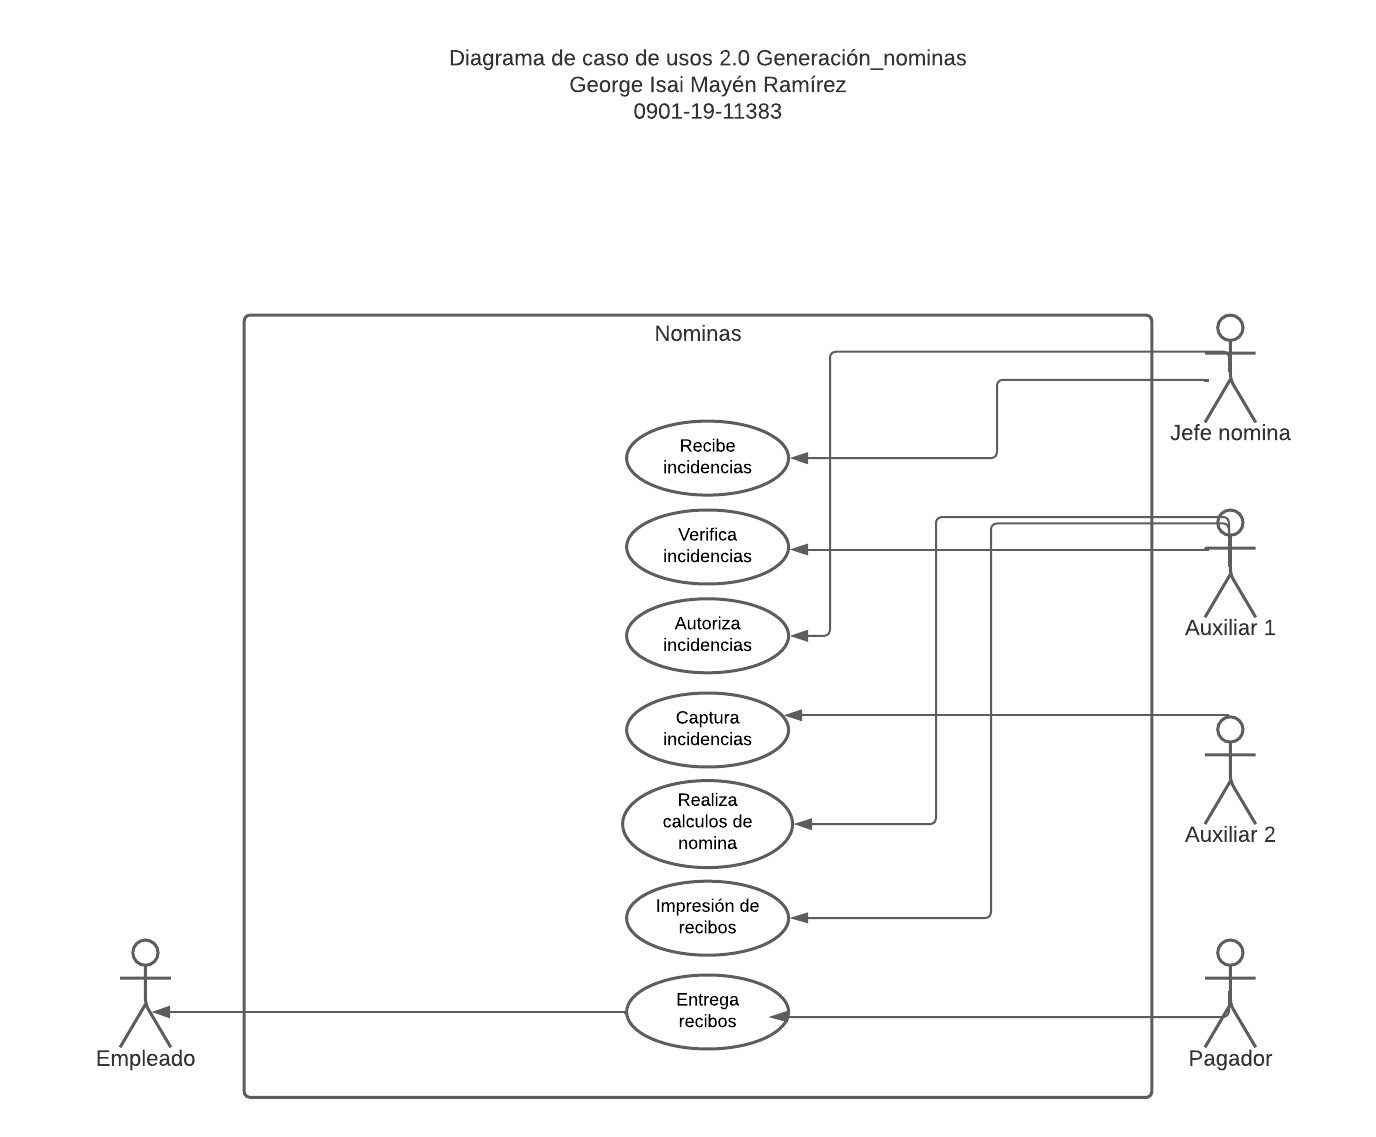 Diagrama de caso de usos 2.0 Generación_nominas
George Isai Mayén Ramírez
0901-19-11383
Nominas
Jefe nomina
Recibe
incidencias
Verifica
incidencias
Auxiliar 1
Autoriza
incidencias
Captura
incidencias
Auxiliar 2
Realiza
calculos de
nomina
Impresión de
recibos
Entrega
recibos
Empleado
Pagador